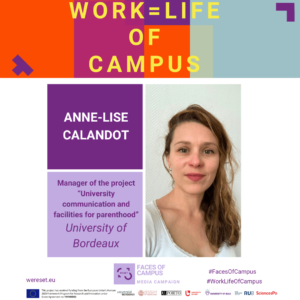 WORK=LIFE
OF
CAMPUS
ANNE-LISE
CALANDOT
Manager of the project
"University
communication and
facilities for parenthood"
University of
Bordeaux
wereset.eu
FACES OF
CAMPUS
MEDIA CAMPAIGN
#FacesOfCampus
#WorkLifeOfCampus
SciencesPo